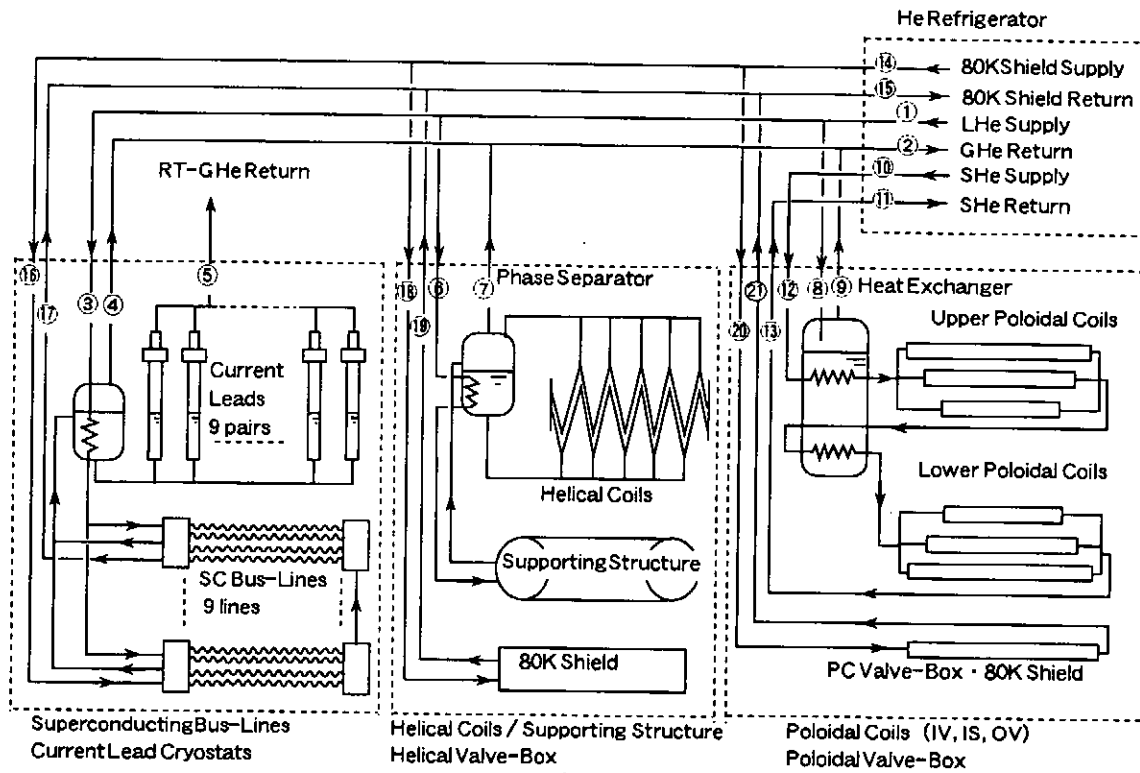 He Refrigerator
⑭ 80K Shield Supply
⑮ 80K Shield Return
① LHe Supply
② GHe Return
⑩ SHe Supply
⑪ SHe Return
RT-GHe Return
⑯ ③ ④ ⑤ ⑱ ⑥ ⑦ Phase Separator ㉑ ⑫ ⑧ ⑨ Heat Exchanger
⑰ ⑲ ⑳ ⑬
Upper Poloidal Coils
Current
Leads
9 pairs
Helical Coils
Lower Poloidal Coils
SC Bus-Lines
9 lines
Supporting Structure
80K Shield
PC Valve-Box · 80K Shield
Superconducting Bus-Lines
Current Lead Cryostats
Helical Coils / Supporting Structure
Helical Valve-Box
Poloidal Coils (IV, IS, OV)
Poloidal Valve-Box